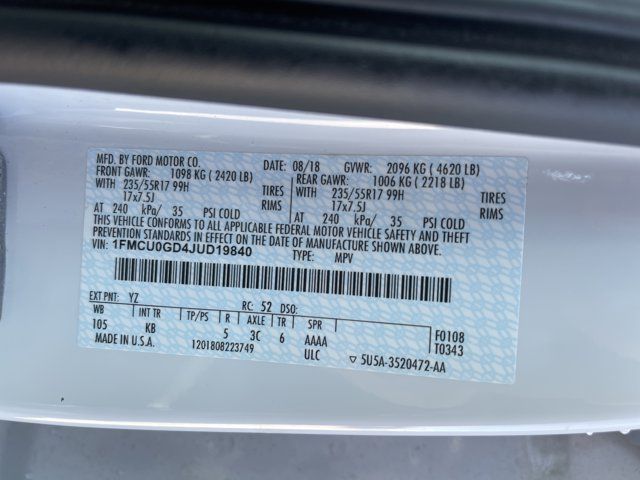 MFD. BY FORD MOTOR CO. DATE: 08/18 GVWR: 2096 KG ( 4620 LB)
FRONT GAWR: 1098 KG ( 2420 LB) REAR GAWR: 1006 KG ( 2218 LB)
WITH 235/55R17 99H TIRES WITH 235/55R17 99H TIRES
17x7.5J RIMS 17x7.5J RIMS
AT 240 kPa/ 35 PSI COLD AT 240 kPa/ 35 PSI COLD
THIS VEHICLE CONFORMS TO ALL APPLICABLE FEDERAL MOTOR VEHICLE SAFETY AND THEFT
PREVENTION STANDARDS IN EFFECT ON THE DATE OF MANUFACTURE SHOWN ABOVE.
VIN: 1FMCU0GD4JUD19840 TYPE: MPV
EXT PNT: YZ RC: 52 DSO:
WB INT TR TP/PS R AXLE TR SPR F0108
105 KB 5 3C 6 AAAA T0343
MADE IN U.S.A. 1201808223749 ULC ▽ 5U5A-3520472-AA